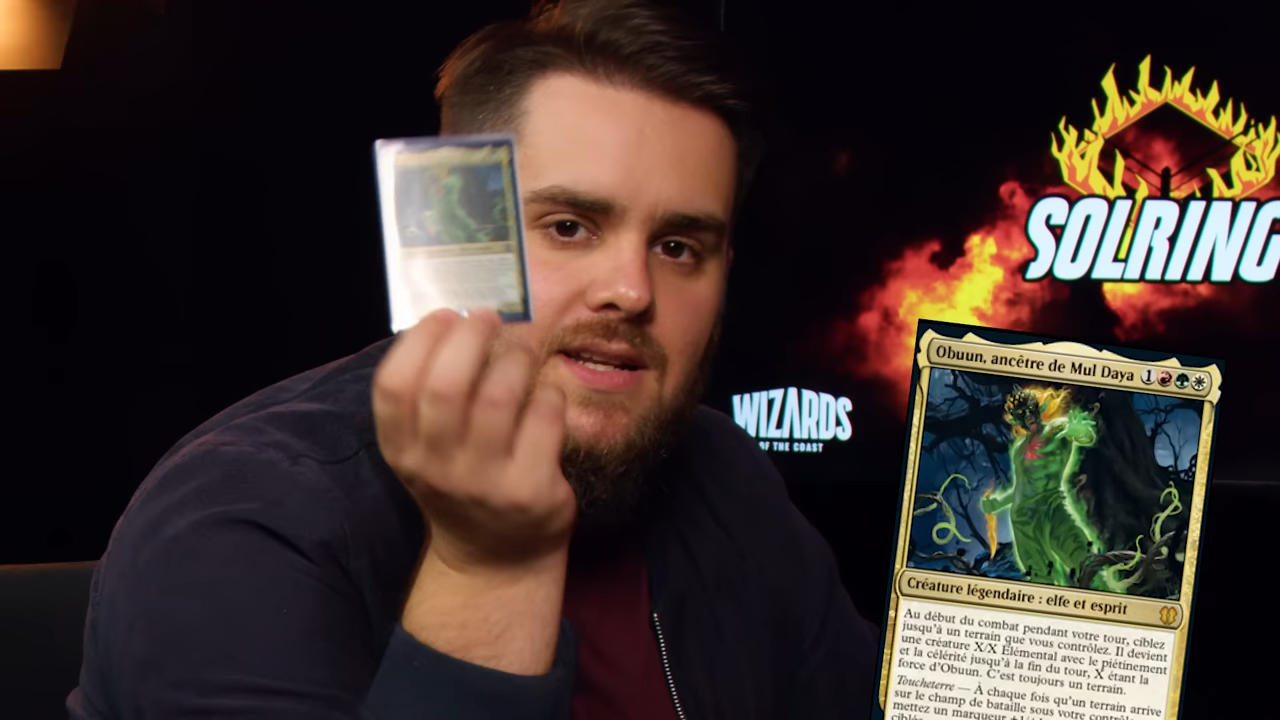 SOLRING
WIZARDS
OF THE COAST
Obuun, ancêtre de Mul Daya 1
Créature légendaire : elfe et esprit
Au début du combat pendant votre tour, ciblez
jusqu'à un terrain que vous contrôlez. Il devient
une créature X/X Élémental avec le piétinement
et la célérité jusqu'à la fin du tour, X étant la
force d'Obuun. C'est toujours un terrain.
Toucheterre — À chaque fois qu'un terrain arrive
sur le champ de bataille sous votre
mettez un marqueur